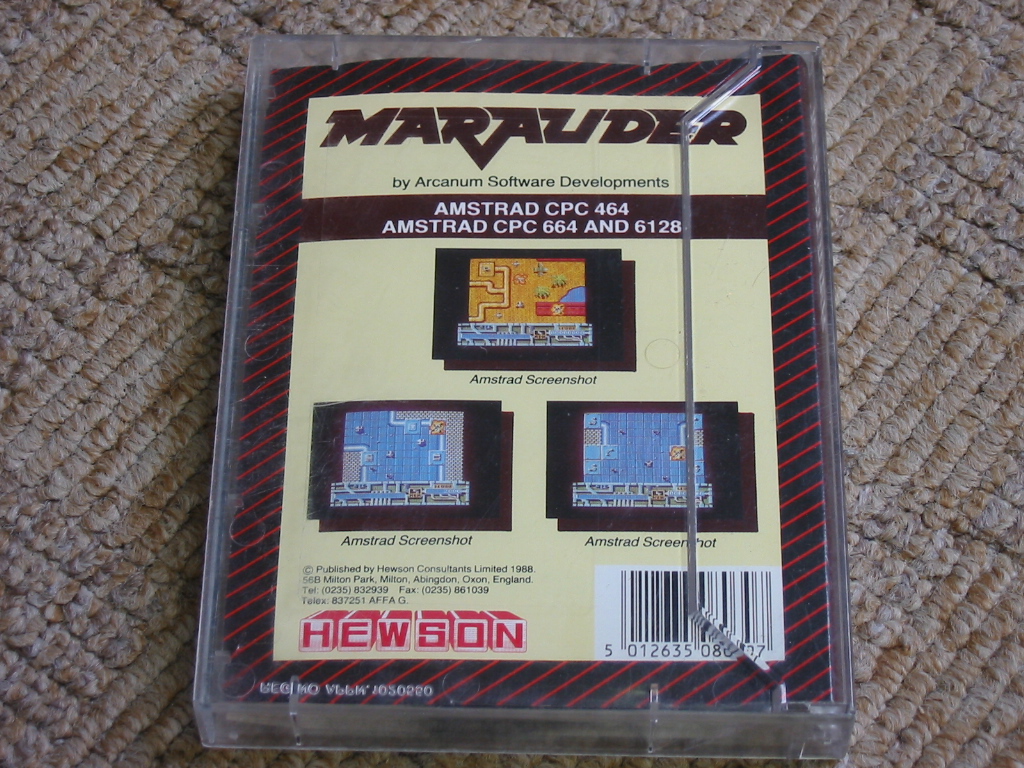 MARAUDER
by Arcanum Software Developments
AMSTRAD CPC 464
AMSTRAD CPC 664 AND 6128
Amstrad Screenshot
Amstrad Screenshot
Amstrad Screenshot
© Published by Hewson Consultants Limited 1988.
56B Milton Park, Milton, Abingdon, Oxon, England.
Tel: (0235) 832939 Fax: (0235) 861039
Telex: 837251 AFFA G.
HEWSON
5 012635